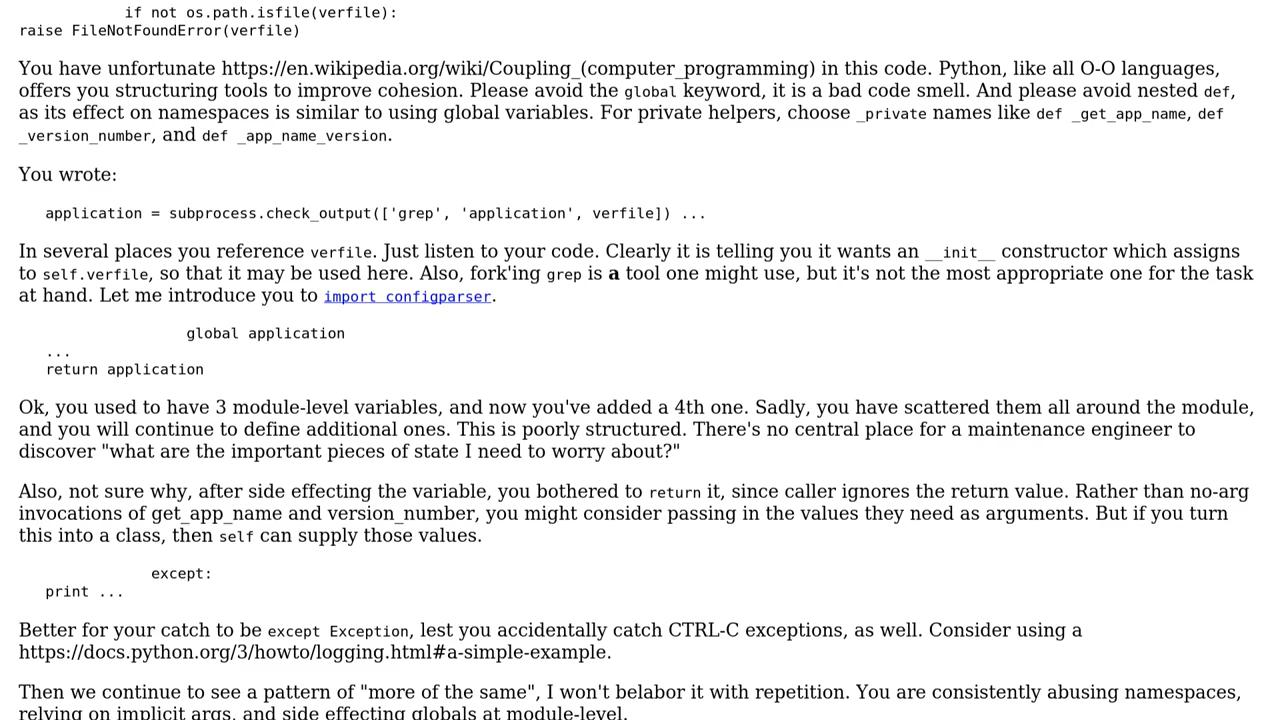 if not os.path.isfile(verfile):
raise FileNotFoundError(verfile)
You have unfortunate https://en.wikipedia.org/wiki/Coupling_(computer_programming) in this code. Python, like all O-O languages,
offers you structuring tools to improve cohesion. Please avoid the global keyword, it is a bad code smell. And please avoid nested def,
as its effect on namespaces is similar to using global variables. For private helpers, choose _private names like def _get_app_name, def
_version_number, and def _app_name_version.
You wrote:
application = subprocess.check_output(['grep', 'application', verfile]) ...
In several places you reference verfile. Just listen to your code. Clearly it is telling you it wants an __init__ constructor which assigns
to self.verfile, so that it may be used here. Also, fork'ing grep is a tool one might use, but it's not the most appropriate one for the task
at hand. Let me introduce you to import configparser.
global application
...
return application
Ok, you used to have 3 module-level variables, and now you've added a 4th one. Sadly, you have scattered them all around the module,
and you will continue to define additional ones. This is poorly structured. There's no central place for a maintenance engineer to
discover "what are the important pieces of state I need to worry about?"
Also, not sure why, after side effecting the variable, you bothered to return it, since caller ignores the return value. Rather than no-arg
invocations of get_app_name and version_number, you might consider passing in the values they need as arguments. But if you turn
this into a class, then self can supply those values.
except:
print ...
Better for your catch to be except Exception, lest you accidentally catch CTRL-C exceptions, as well. Consider using a
https://docs.python.org/3/howto/logging.html#a-simple-example.
Then we continue to see a pattern of "more of the same", I won't belabor it with repetition. You are consistently abusing namespaces,
relying on implicit args, and side effecting globals at module-level.